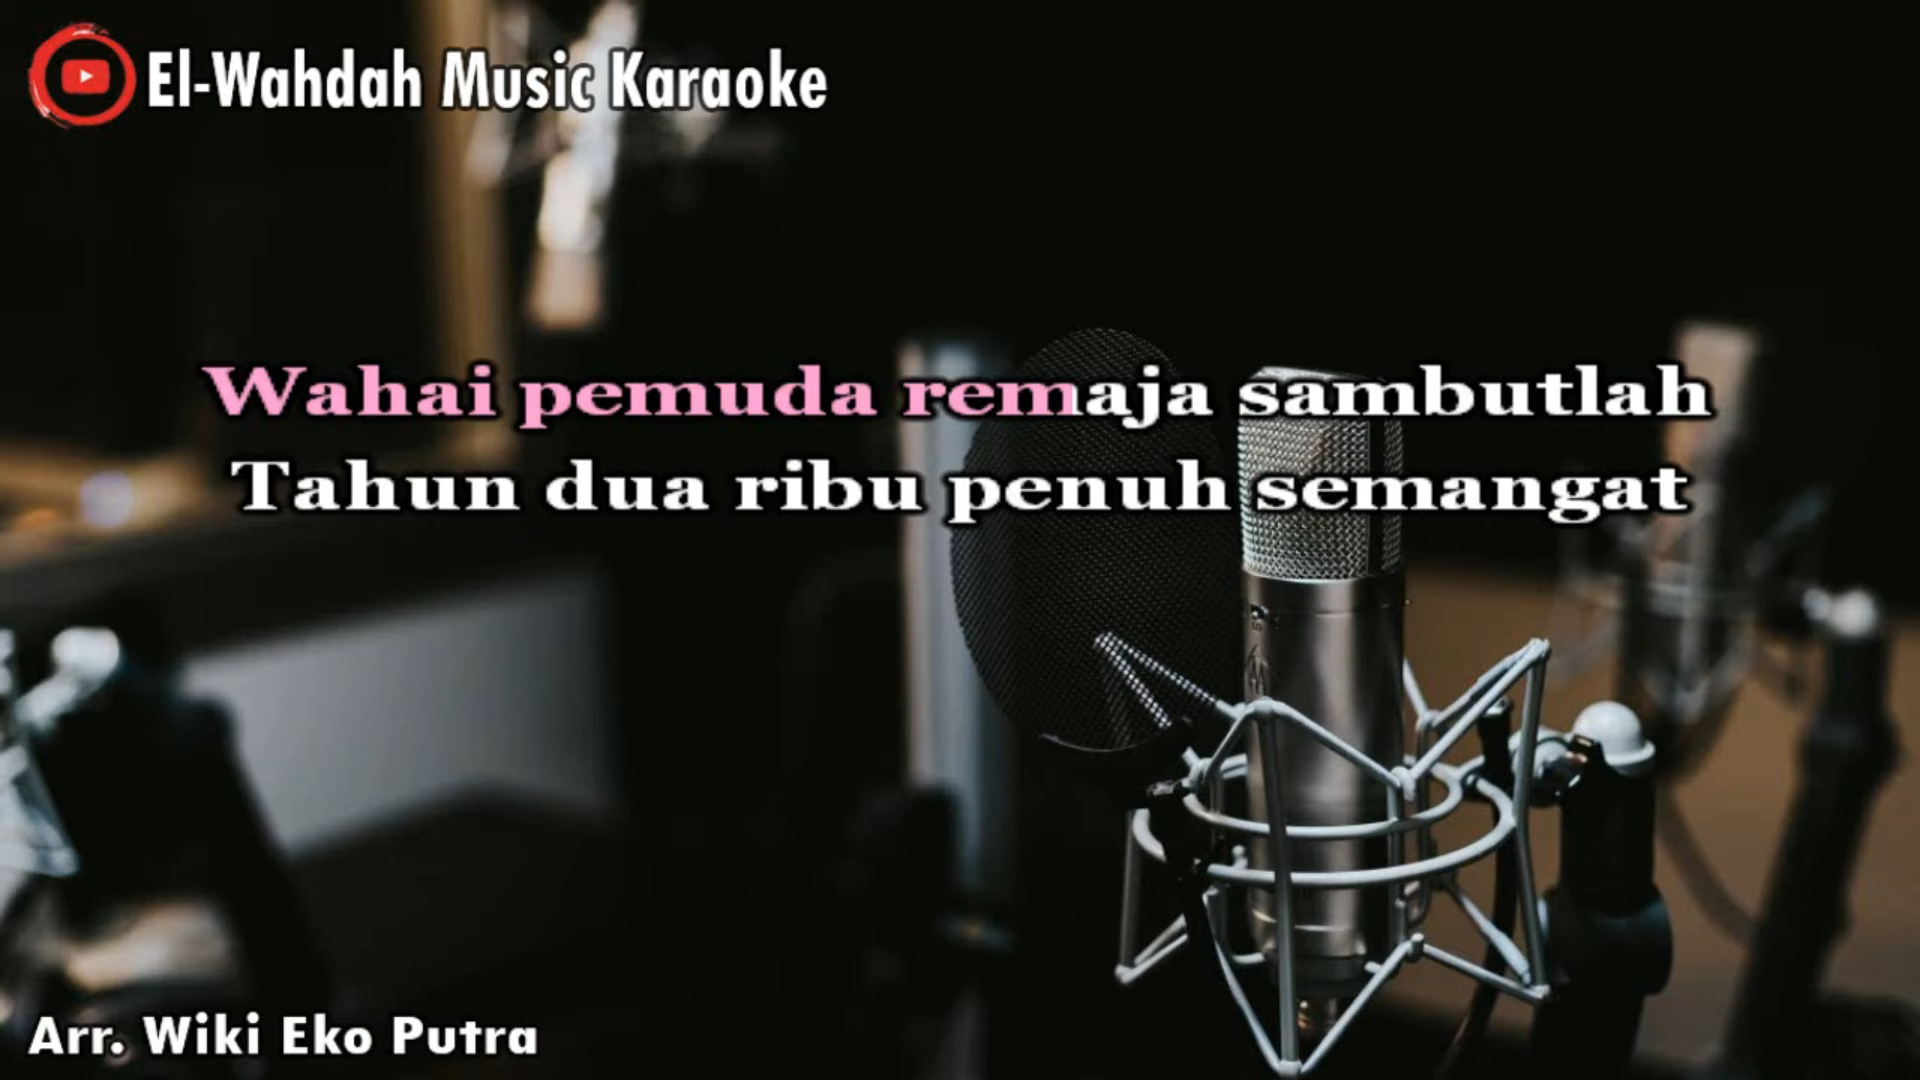 El-Wahdah Music Karaoke
Wahai pemuda remaja sambutlah
Tahun dua ribu penuh semangat
Arr. Wiki Eko Putra